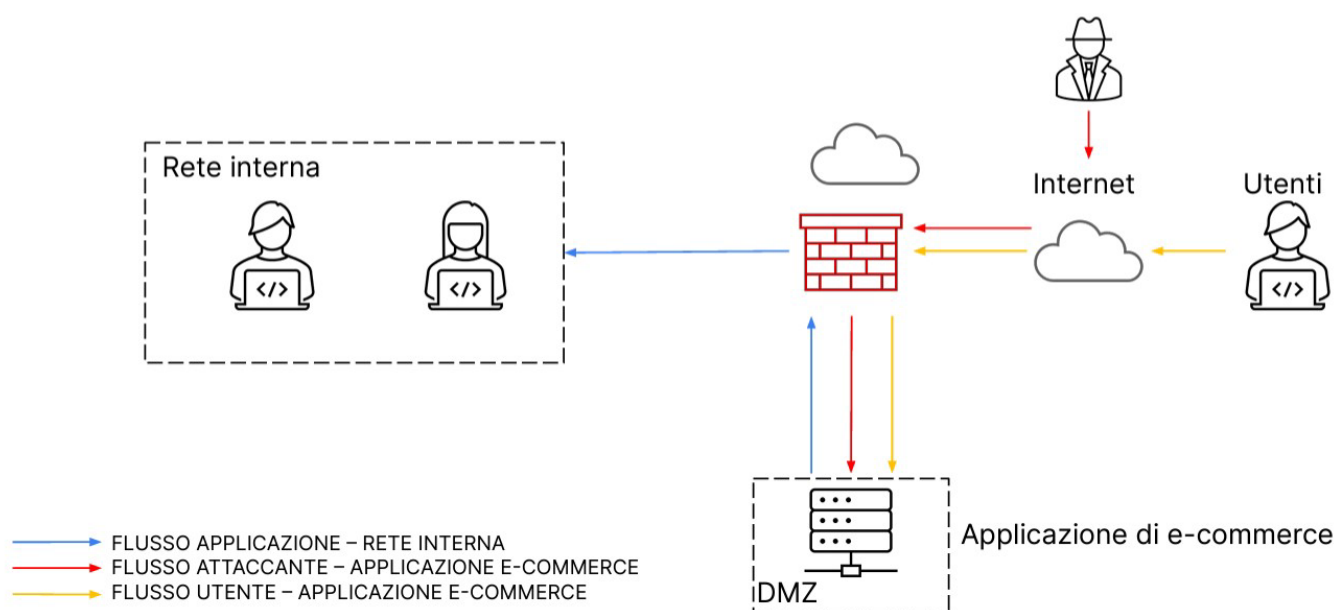 Internet
Utenti
Rete interna
</>
</>
</>
Applicazione di e-commerce
DMZ
FLUSSO APPLICAZIONE – RETE INTERNA
FLUSSO ATTACCANTE – APPLICAZIONE E-COMMERCE
FLUSSO UTENTE – APPLICAZIONE E-COMMERCE